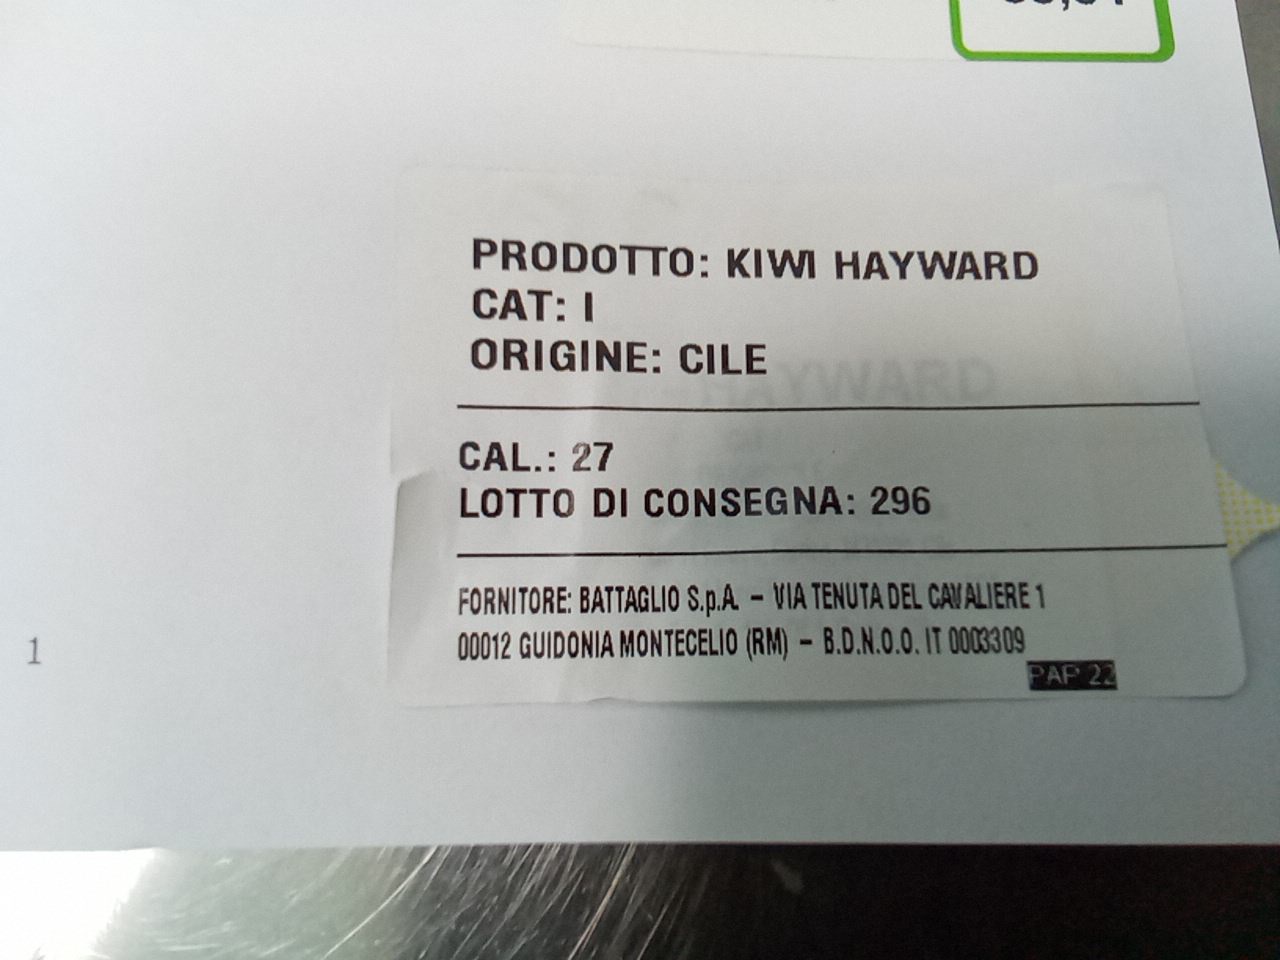 PRODOTTO: KIWI HAYWARD
CAT: I
ORIGINE: CILE
HAYWARD
CAL.: 27
LOTTO DI CONSEGNA: 296
FORNITORE: BATTAGLIO S.p.A. - VIA TENUTA DEL CAVALIERE 1
00012 GUIDONIA MONTECELIO (RM) - B.D.N.O.O. IT 0003309
PAP 22
1